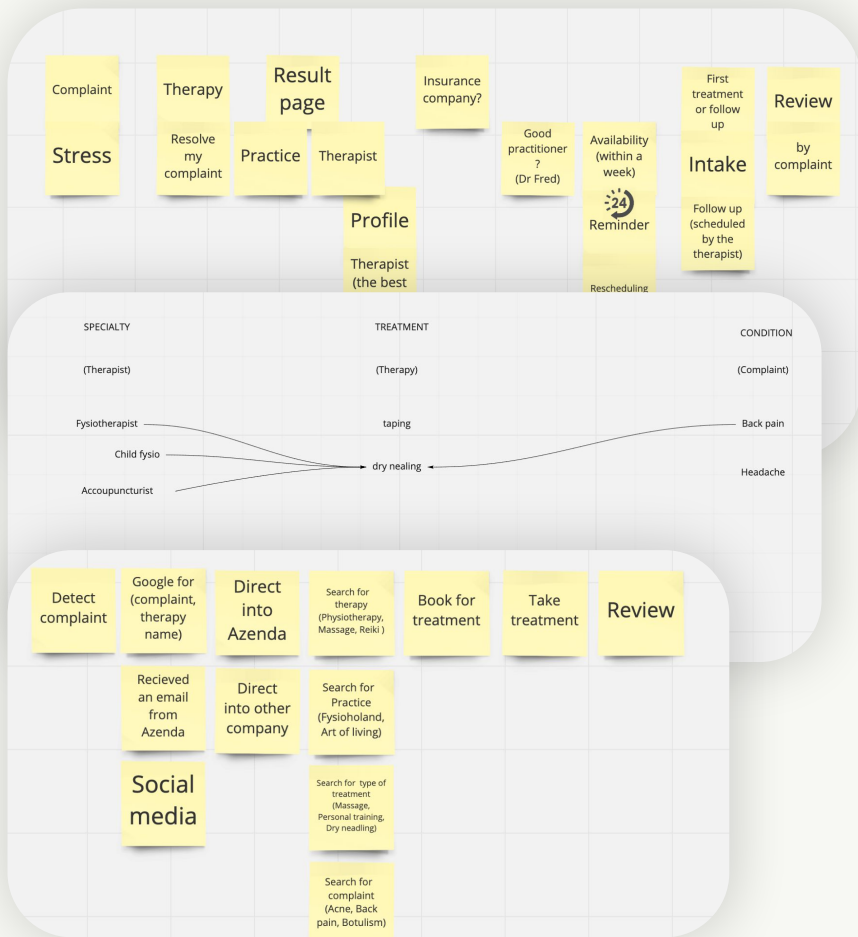 Complaint
Stress
Therapy
Resolve
my
complaint
Result
page
Practice
Therapist
Profile
Therapist
(the best
Insurance
company?
Good
practitioner
?
(Dr Fred)
Availability
(within a
week)
24
Reminder
Rescheduling
First
treatment
or follow
up
Intake
Follow up
(scheduled
by the
therapist)
Review
by
complaint
SPECIALTY
TREATMENT
CONDITION
(Therapist)
(Therapy)
(Complaint)
Fysiotherapist
taping
Back pain
Child fysio
dry nealing
Headache
Accoupuncturist
Detect
complaint
Google for
(complaint,
therapy
name)
Direct
into
Azenda
Search for
therapy
(Physiotherapy,
Massage, Reiki )
Book for
treatment
Take
treatment
Review
Recieved
an email
from
Azenda
Direct
into other
company
Search for
Practice
(Fysioholand,
Art of living)
Social
media
Search for type of
treatment
(Massage,
Personal training,
Dry neadling)
Search for
complaint
(Acne, Back
pain, Botulism)